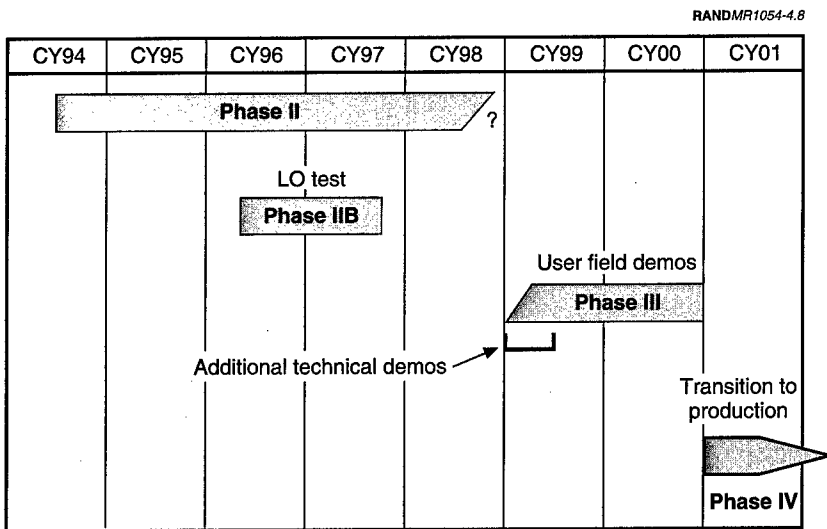 RANDMR1054-4.8
CY94 CY95 CY96 CY97 CY98 CY99 CY00 CY01
Phase II
?
LO test
Phase IIB
User field demos
Phase III
Additional technical demos
Transition to
production
Phase IV